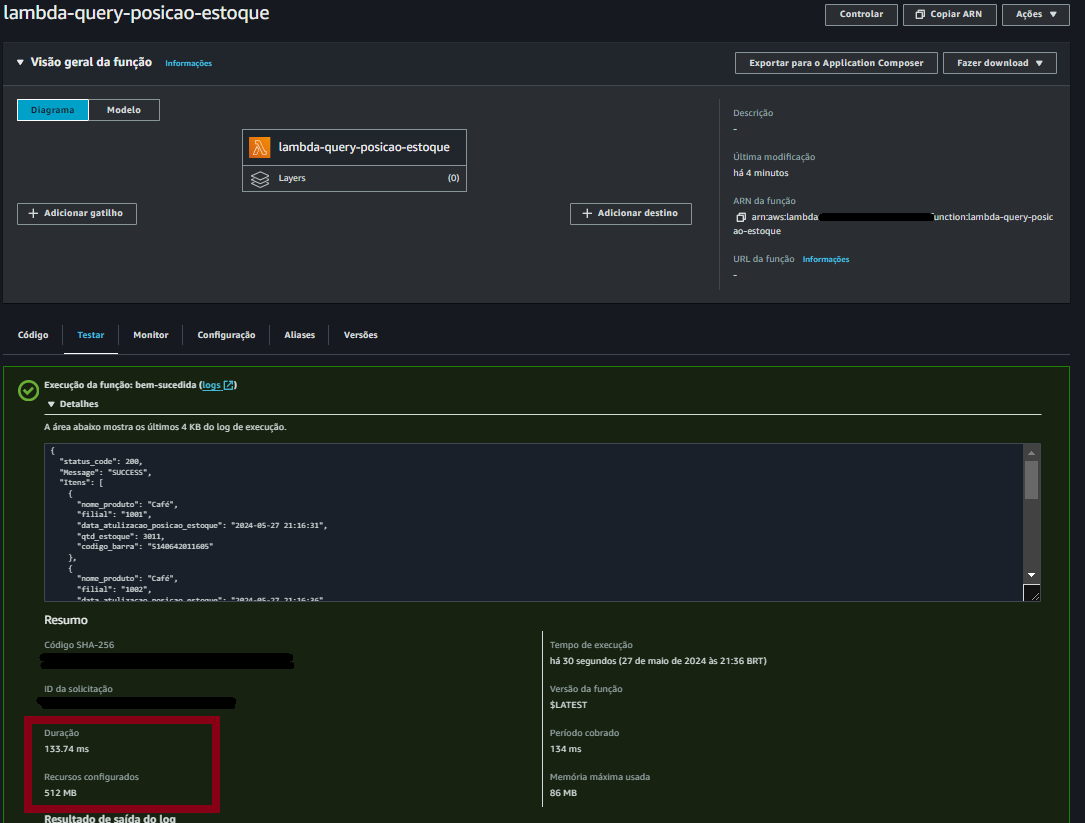 lambda-query-posicao-estoque
Controlar
Copiar ARN
Ações
Visão geral da função
Informações
Exportar para o Application Composer
Fazer download
Diagrama
Modelo
lambda-query-posicao-estoque
Layers
(0)
Adicionar gatilho
Adicionar destino
Descrição
-
Última modificação
há 4 minutos
ARN da função
arn:aws:lambda unction:lambda-query-posic
ao-estoque
URL da função Informações
-
Código
Testar
Monitor
Configuração
Aliases
Versões
Execução da função: bem-sucedida (logs)
Detalhes
A área abaixo mostra os últimos 4 KB do log de execução.
{
"status_code": 200,
"Message": "SUCCESS",
"Itens": [
{
"nome_produto": "Café",
"filial": "1001",
"data_atulizacao_posicao_estoque": "2024-05-27 21:16:31",
"qtd_estoque": 3011,
"codigo_barra": "5140642011605"
},
{
"nome_produto": "Café",
"filial": "1002",
"data_atulizacao_posicao_estoque": "2024-05-27 21:16:36",
Resumo
Código SHA-256
ID da solicitação
Duração
133.74 ms
Recursos configurados
512 MB
Tempo de execução
há 30 segundos (27 de maio de 2024 às 21:36 BRT)
Versão da função
$LATEST
Período cobrado
134 ms
Memória máxima usada
86 MB
Resultado de saída do log